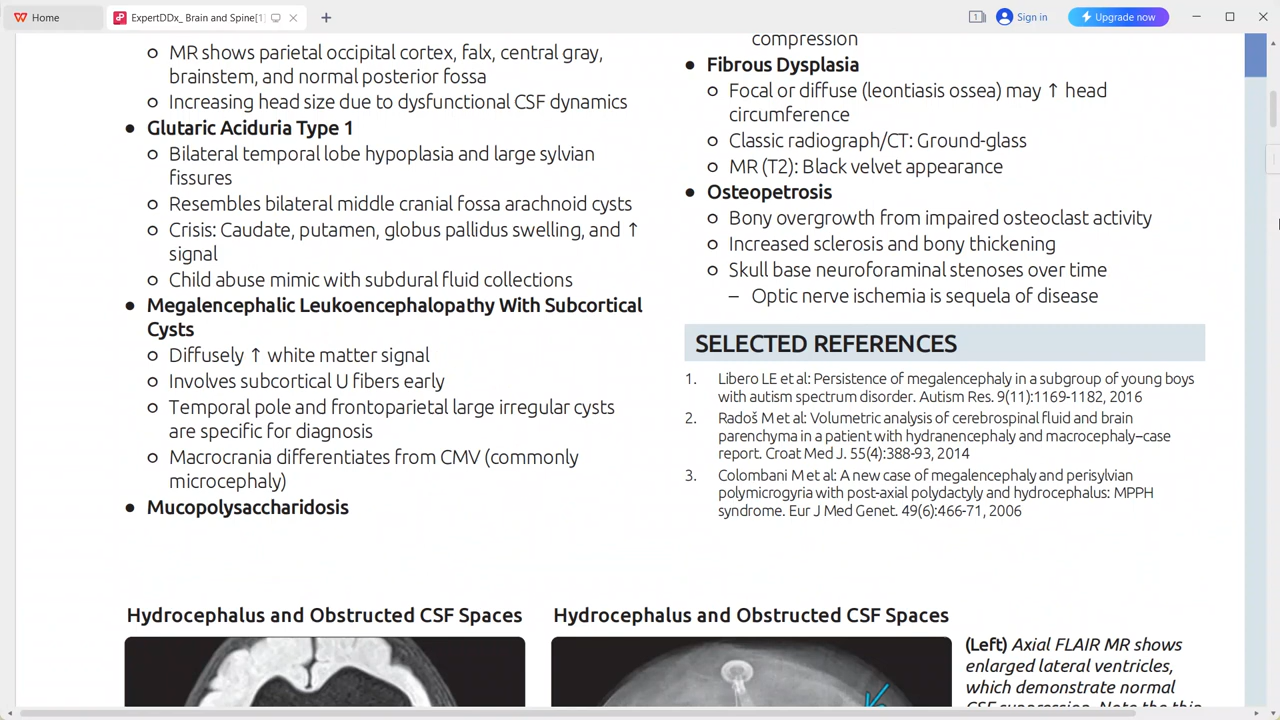 Home
ExpertDDx_ Brain and Spine[1]
1
Sign in
Upgrade now
MR shows parietal occipital cortex, falx, central gray,
brainstem, and normal posterior fossa
Increasing head size due to dysfunctional CSF dynamics
Glutaric Aciduria Type 1
Bilateral temporal lobe hypoplasia and large sylvian
fissures
Resembles bilateral middle cranial fossa arachnoid cysts
Crisis: Caudate, putamen, globus pallidus swelling, and ↑
signal
Child abuse mimic with subdural fluid collections
Megalencephalic Leukoencephalopathy With Subcortical
Cysts
Diffusely ↑ white matter signal
Involves subcortical U fibers early
Temporal pole and frontoparietal large irregular cysts
are specific for diagnosis
Macrocrania differentiates from CMV (commonly
microcephaly)
Mucopolysaccharidosis
compression
Fibrous Dysplasia
Focal or diffuse (leontiasis ossea) may ↑ head
circumference
Classic radiograph/CT: Ground-glass
MR (T2): Black velvet appearance
Osteopetrosis
Bony overgrowth from impaired osteoclast activity
Increased sclerosis and bony thickening
Skull base neuroforaminal stenoses over time
– Optic nerve ischemia is sequela of disease
SELECTED REFERENCES
1. Libero LE et al: Persistence of megalencephaly in a subgroup of young boys
with autism spectrum disorder. Autism Res. 9(11):1169-1182, 2016
2. Radoš M et al: Volumetric analysis of cerebrospinal fluid and brain
parenchyma in a patient with hydranencephaly and macrocephaly–case
report. Croat Med J. 55(4):388-93, 2014
3. Colombani M et al: A new case of megalencephaly and perisylvian
polymicrogyria with post-axial polydactyly and hydrocephalus: MPPH
syndrome. Eur J Med Genet. 49(6):466-71, 2006
Hydrocephalus and Obstructed CSF Spaces
Hydrocephalus and Obstructed CSF Spaces
(Left) Axial FLAIR MR shows
enlarged lateral ventricles,
which demonstrate normal
CSF suppression. Note the thin